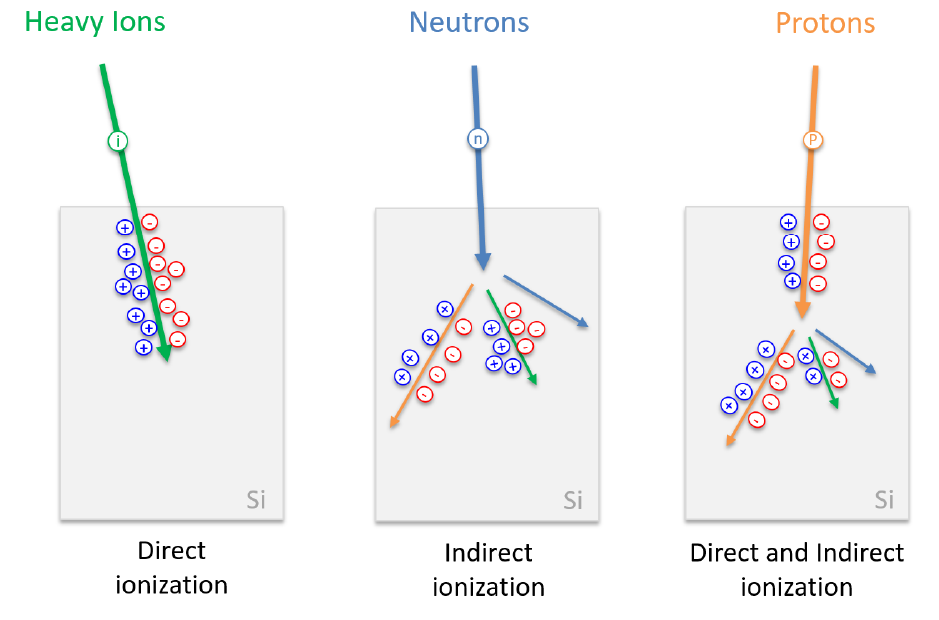 Heavy Ions
Neutrons
Protons
i
n
P
Si
Si
Si
Direct
ionization
Indirect
ionization
Direct and Indirect
ionization